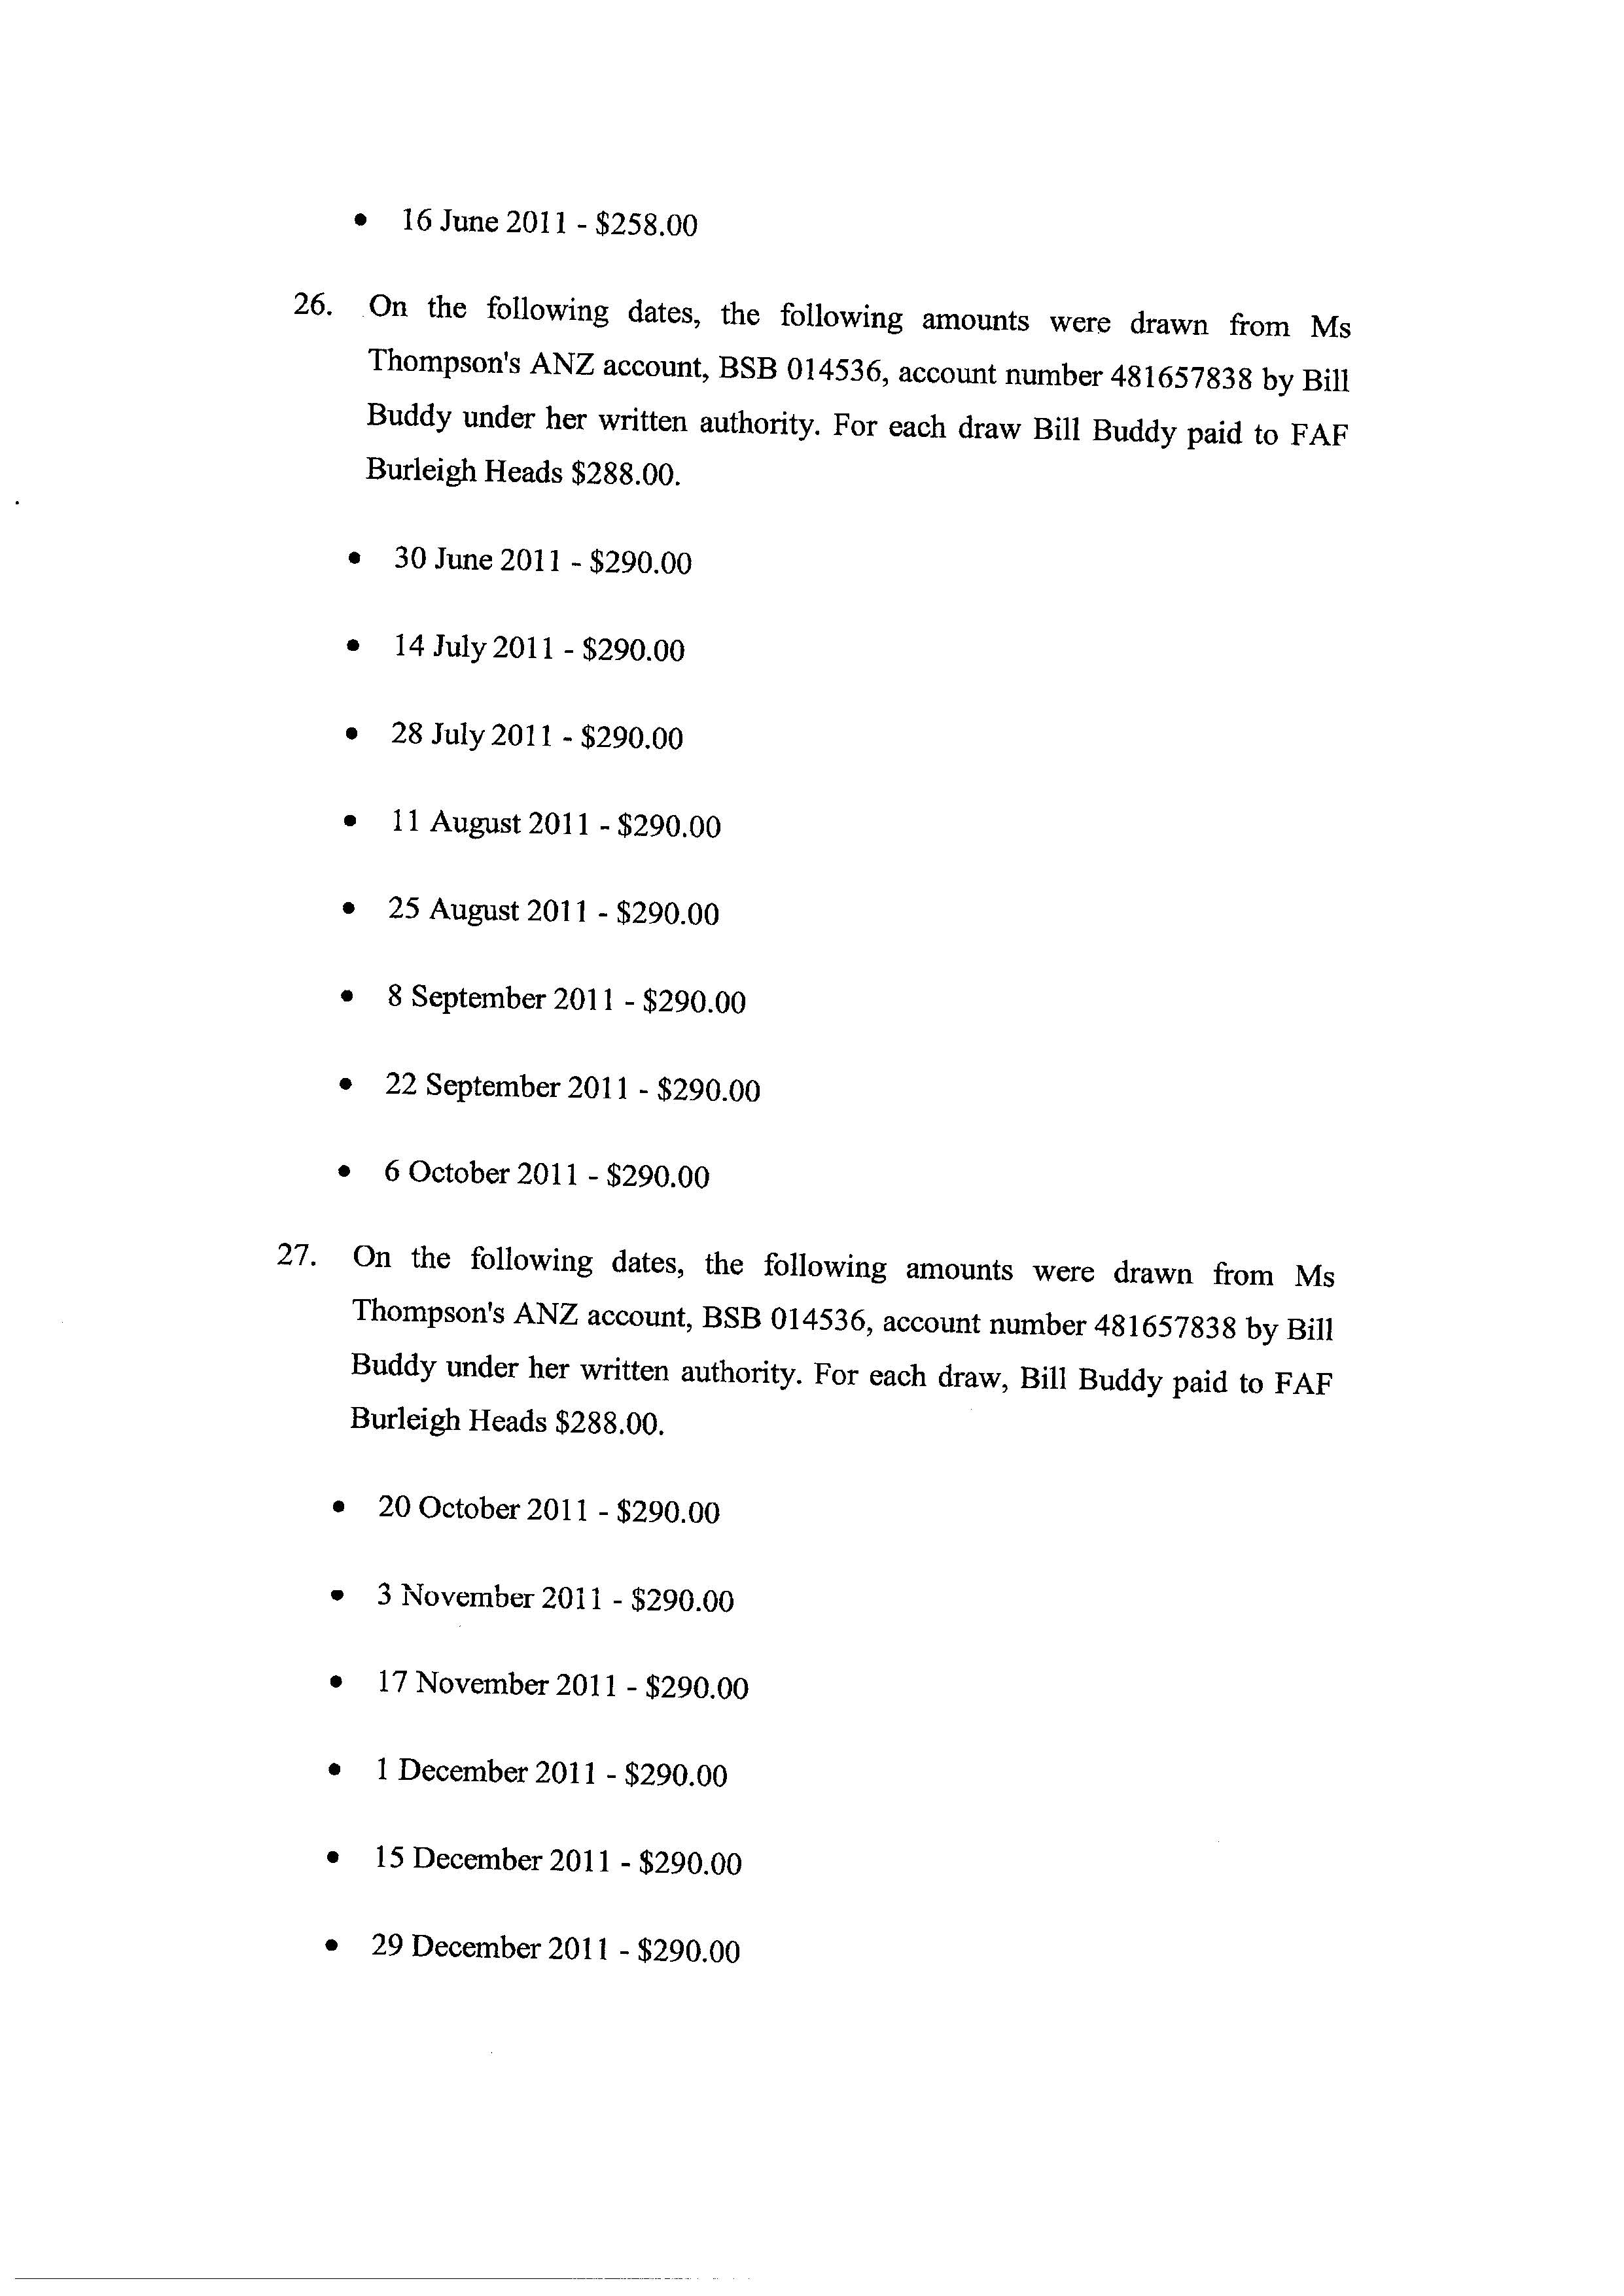 • 16 June 2011 - $258.00
26. On the following dates, the following amounts were drawn from Ms
Thompson's ANZ account, BSB 014536, account number 481657838 by Bill
Buddy under her written authority. For each draw Bill Buddy paid to FAF
Burleigh Heads $288.00.
• 30 June 2011 - $290.00
• 14 July 2011 - $290.00
• 28 July 2011 - $290.00
• 11 August 2011 - $290.00
• 25 August 2011 - $290.00
• 8 September 2011 - $290.00
• 22 September 2011 - $290.00
• 6 October 2011 - $290.00
27. On the following dates, the following amounts were drawn from Ms
Thompson's ANZ account, BSB 014536, account number 481657838 by Bill
Buddy under her written authority. For each draw, Bill Buddy paid to FAF
Burleigh Heads $288.00.
• 20 October 2011 - $290.00
• 3 November 2011 - $290.00
• 17 November 2011 - $290.00
• 1 December 2011 - $290.00
• 15 December 2011 - $290.00
• 29 December 2011 - $290.00